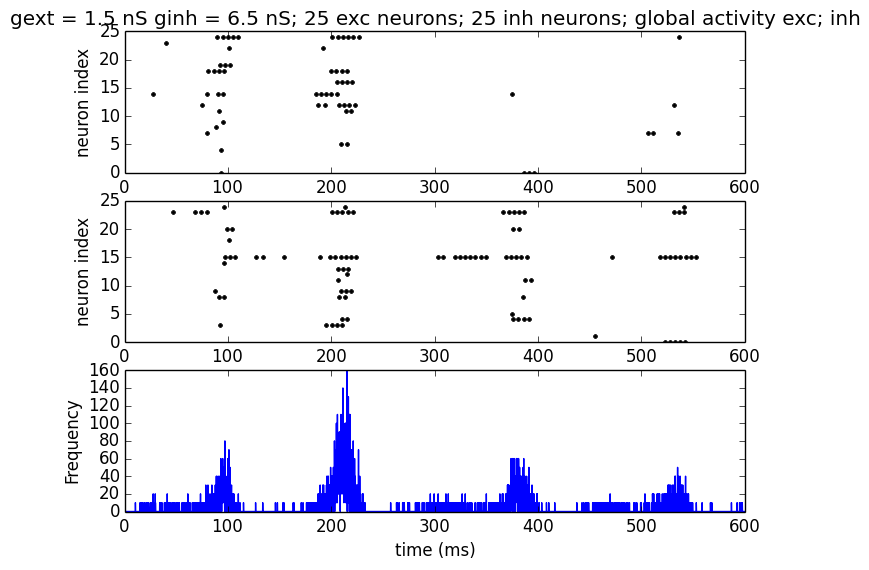 gext = 1.5 nS ginh = 6.5 nS; 25 exc neurons; 25 inh neurons; global activity exc; inh
25
20
15
10
5
0
neuron index
0 100 200 300 400 500 600
25
20
15
10
5
0
neuron index
0 100 200 300 400 500 600
160
140
120
100
80
60
40
20
0
Frequency
0 100 200 300 400 500 600
time (ms)